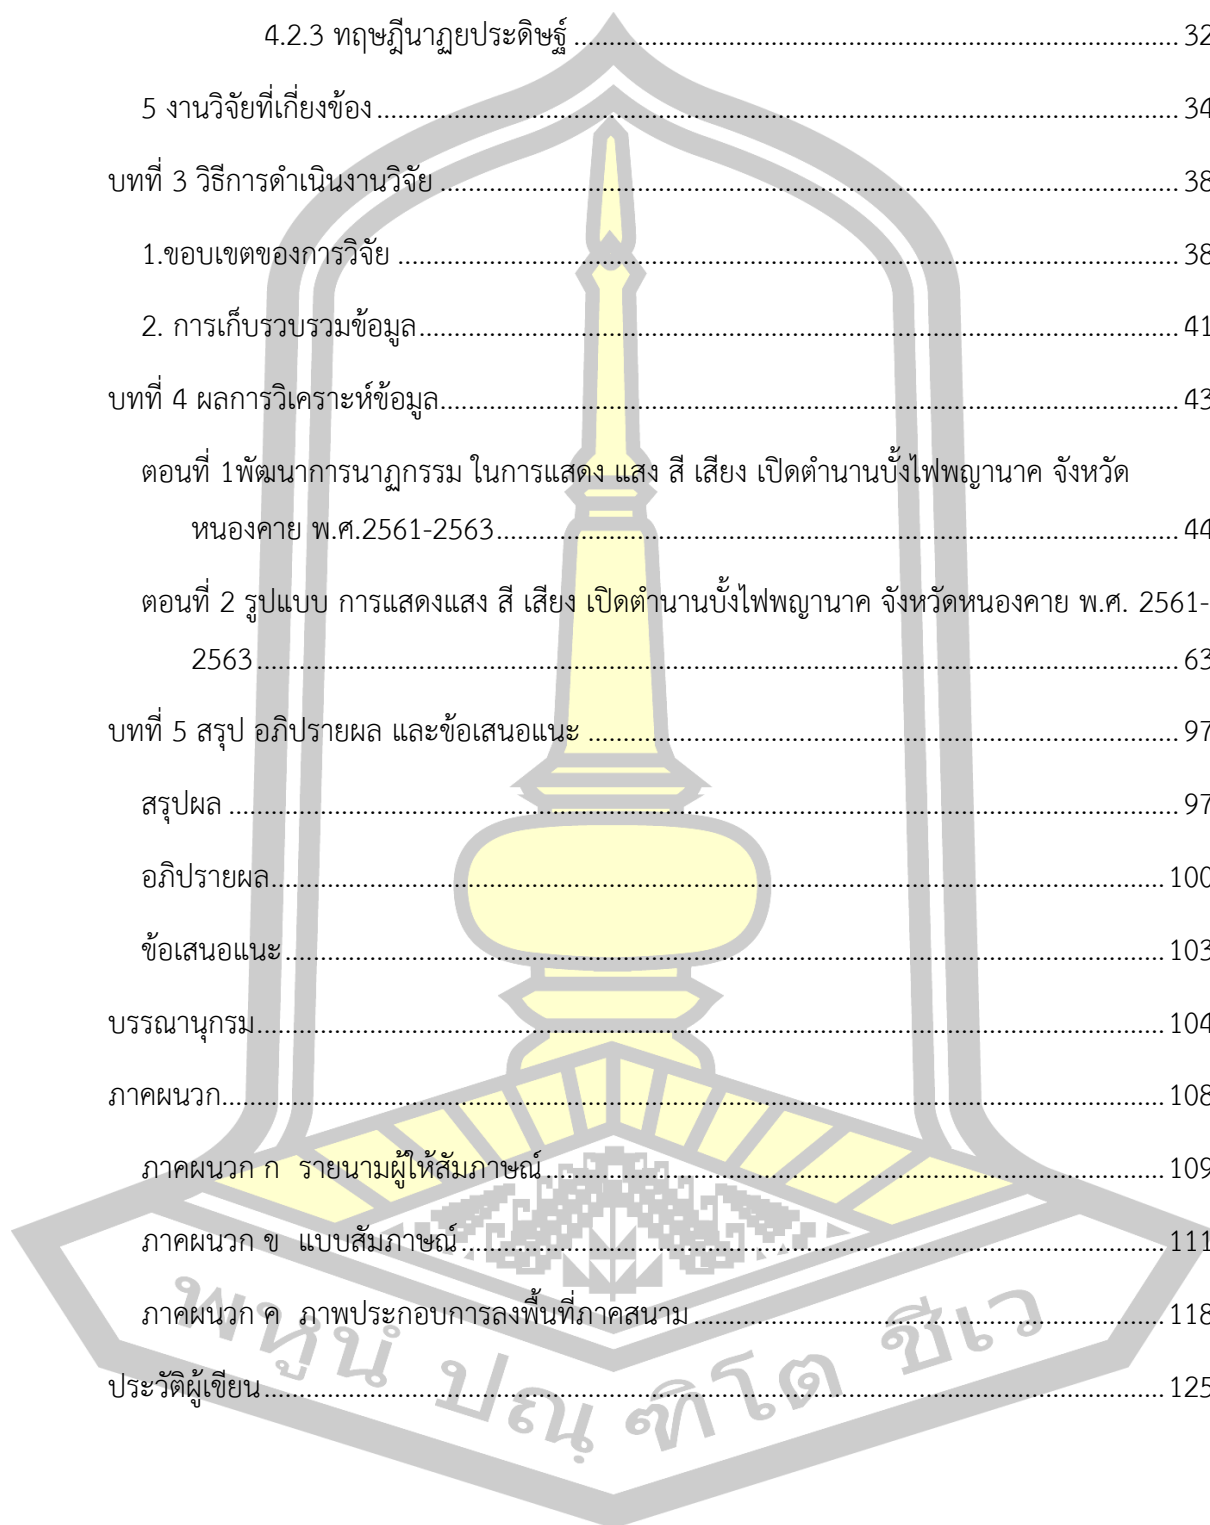 4.2.3 ทฤษฎีนาฏยประดิษฐ์ ........ 32
5 งานวิจัยที่เกี่ยงข้อง ........ 34
บทที่ 3 วิธีการดำเนินงานวิจัย ........ 38
1.ขอบเขตของการวิจัย ........ 38
2. การเก็บรวบรวมข้อมูล ........ 41
บทที่ 4 ผลการวิเคราะห์ข้อมูล ........ 43
ตอนที่ 1พัฒนาการนาฏกรรม ในการแสดง แสง สี เสียง เปิดตำนานบั้งไฟพญานาค จังหวัด
หนองคาย พ.ศ.2561-2563 ........ 44
ตอนที่ 2 รูปแบบ การแสดงแสง สี เสียง เปิดตำนานบั้งไฟพญานาค จังหวัดหนองคาย พ.ศ. 2561-
2563 ........ 63
บทที่ 5 สรุป อภิปรายผล และข้อเสนอแนะ ........ 97
สรุปผล ........ 97
อภิปรายผล ........ 100
ข้อเสนอแนะ ........ 103
บรรณานุกรม ........ 104
ภาคผนวก ........ 108
ภาคผนวก ก รายนามผู้ให้สัมภาษณ์ ........ 109
ภาคผนวก ข แบบสัมภาษณ์ ........ 111
ภาคผนวก ค ภาพประกอบการลงพื้นที่ภาคสนาม ........ 118
ประวัติผู้เขียน ........ 125
พหูนํ ปณฺฑิโต ชีเว